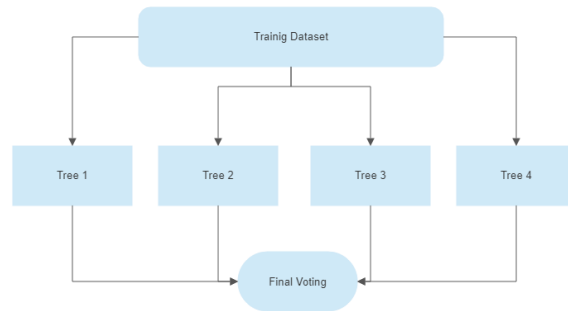 Trainig Dataset
Tree 1
Tree 2
Tree 3
Tree 4
Final Voting